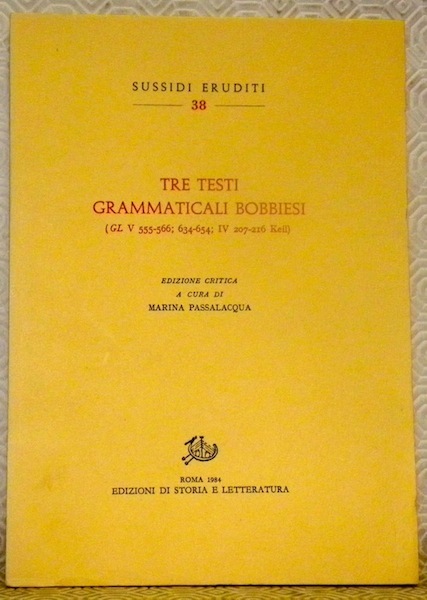 SUSSIDI ERUDITI
38
TRE TESTI
GRAMMATICALI BOBBIESI
(GL V 555-566; 634-654; IV 207-216 Keil)
EDIZIONE CRITICA
A CURA DI
MARINA PASSALACQUA
ROMA 1984
EDIZIONI DI STORIA E LETTERATURA